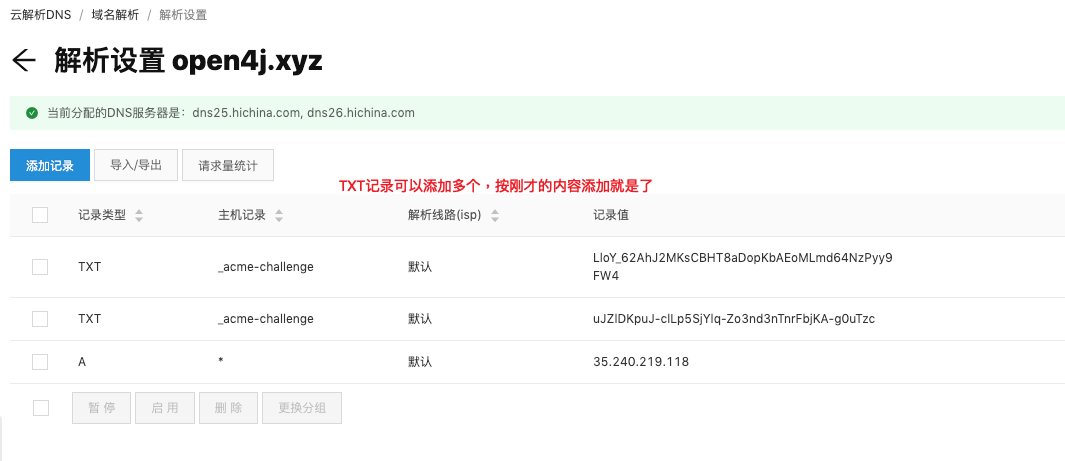 云解析DNS / 域名解析 / 解析设置
解析设置 open4j.xyz
当前分配的DNS服务器是: dns25.hichina.com, dns26.hichina.com
添加记录 导入/导出 请求量统计
TXT记录可以添加多个，按刚才的内容添加就是了
记录类型 主机记录 解析线路(isp) 记录值
TXT _acme-challenge 默认 LloY_62AhJ2MKsCBHT8aDopKbAEoMLmd64NzPyy9
FW4
TXT _acme-challenge 默认 uJZlDKpuJ-clLp5SjYlq-Zo3nd3nTnrFbjKA-g0uTzc
A * 默认 35.240.219.118
暂 停 启 用 删 除 更换分组